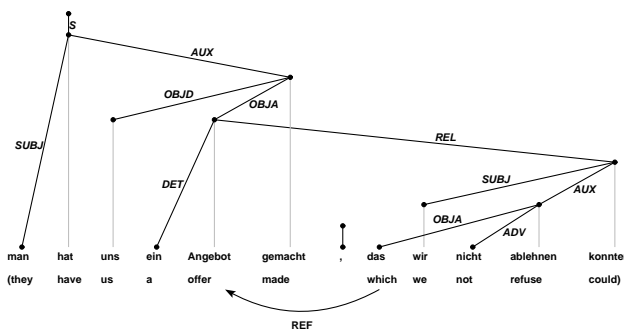 S
AUX
OBJD
OBJA
REL
SUBJ
DET
SUBJ
AUX
OBJA
ADV
man hat uns ein Angebot gemacht , das wir nicht ablehnen konnte
(they have us a offer made which we not refuse could)
REF